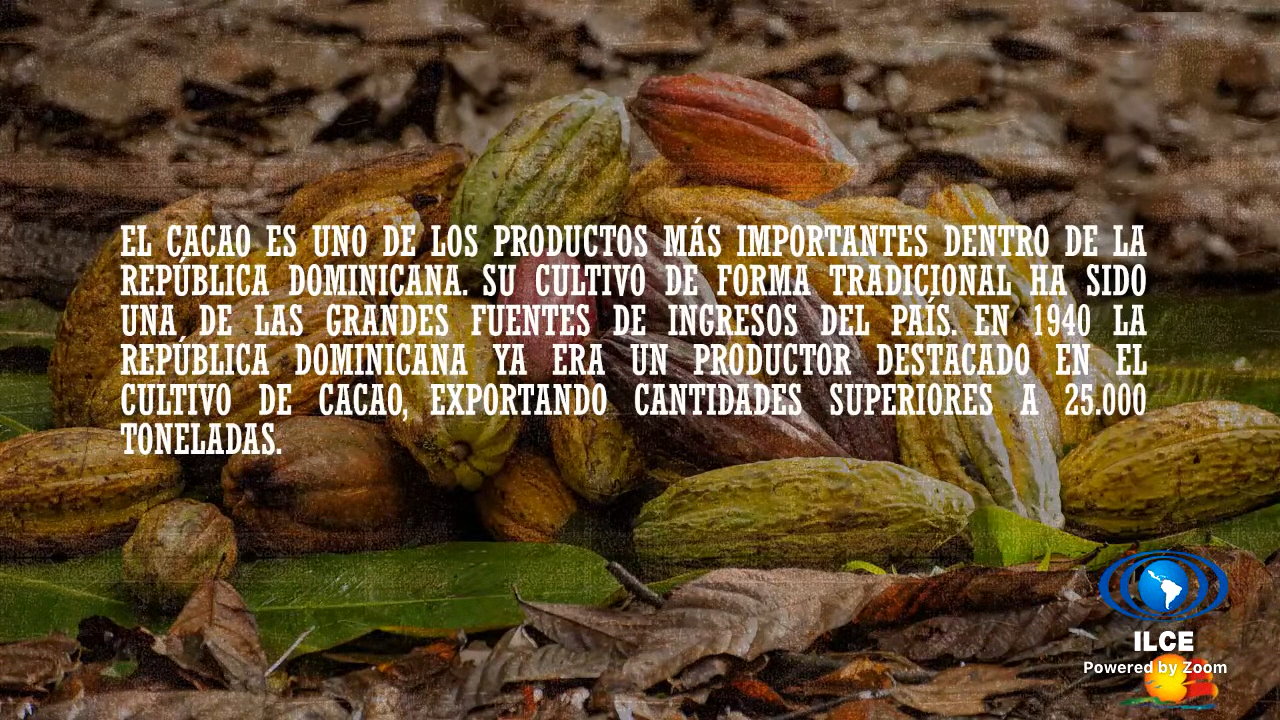 EL CACAO ES UNO DE LOS PRODUCTOS MÁS IMPORTANTES DENTRO DE LA
REPÚBLICA DOMINICANA. SU CULTIVO DE FORMA TRADICIONAL HA SIDO
UNA DE LAS GRANDES FUENTES DE INGRESOS DEL PAÍS. EN 1940 LA
REPÚBLICA DOMINICANA YA ERA UN PRODUCTOR DESTACADO EN EL
CULTIVO DE CACAO, EXPORTANDO CANTIDADES SUPERIORES A 25.000
TONELADAS.
ILCE
Powered by Zoom